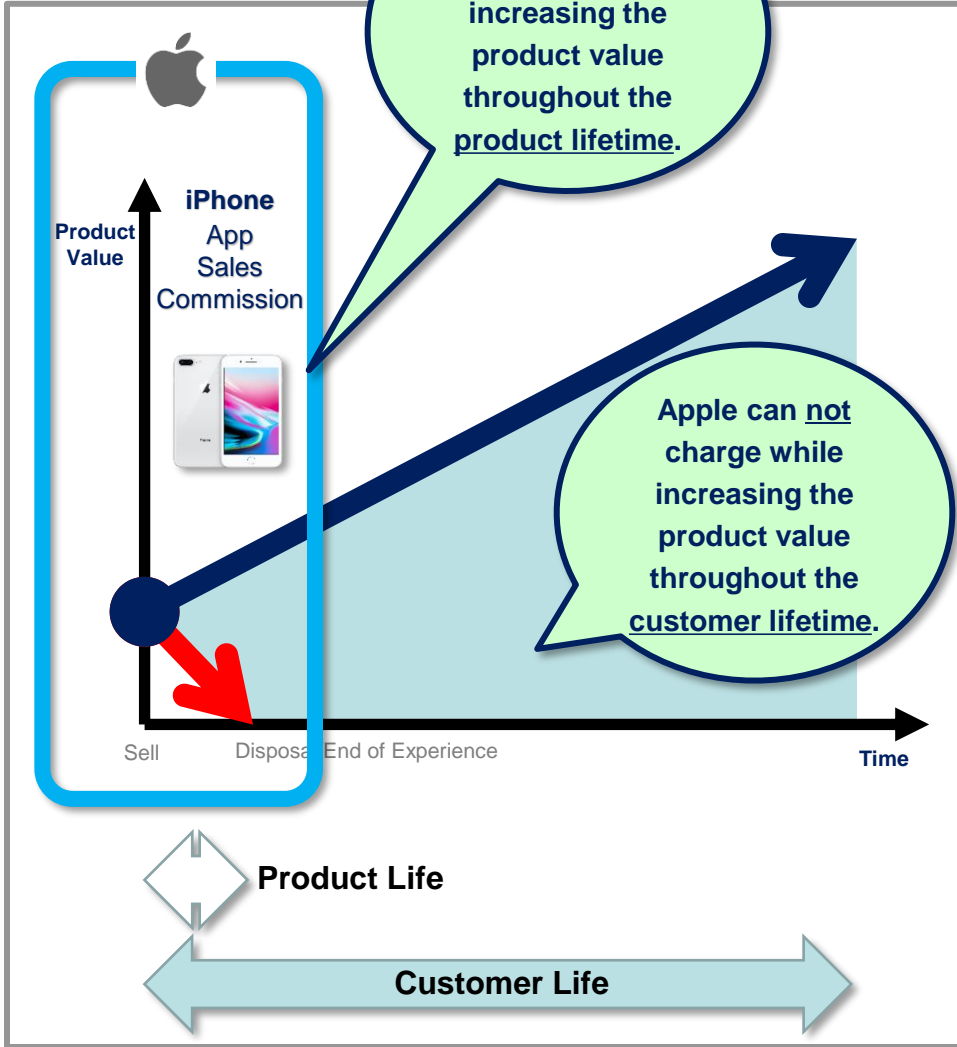 increasing the
product value
throughout the
product lifetime.
iPhone
App
Sales
Commission
Product
Value
Apple can not
charge while
increasing the
product value
throughout the
customer lifetime.
Sell
Disposal
End of Experience
Time
Product Life
Customer Life